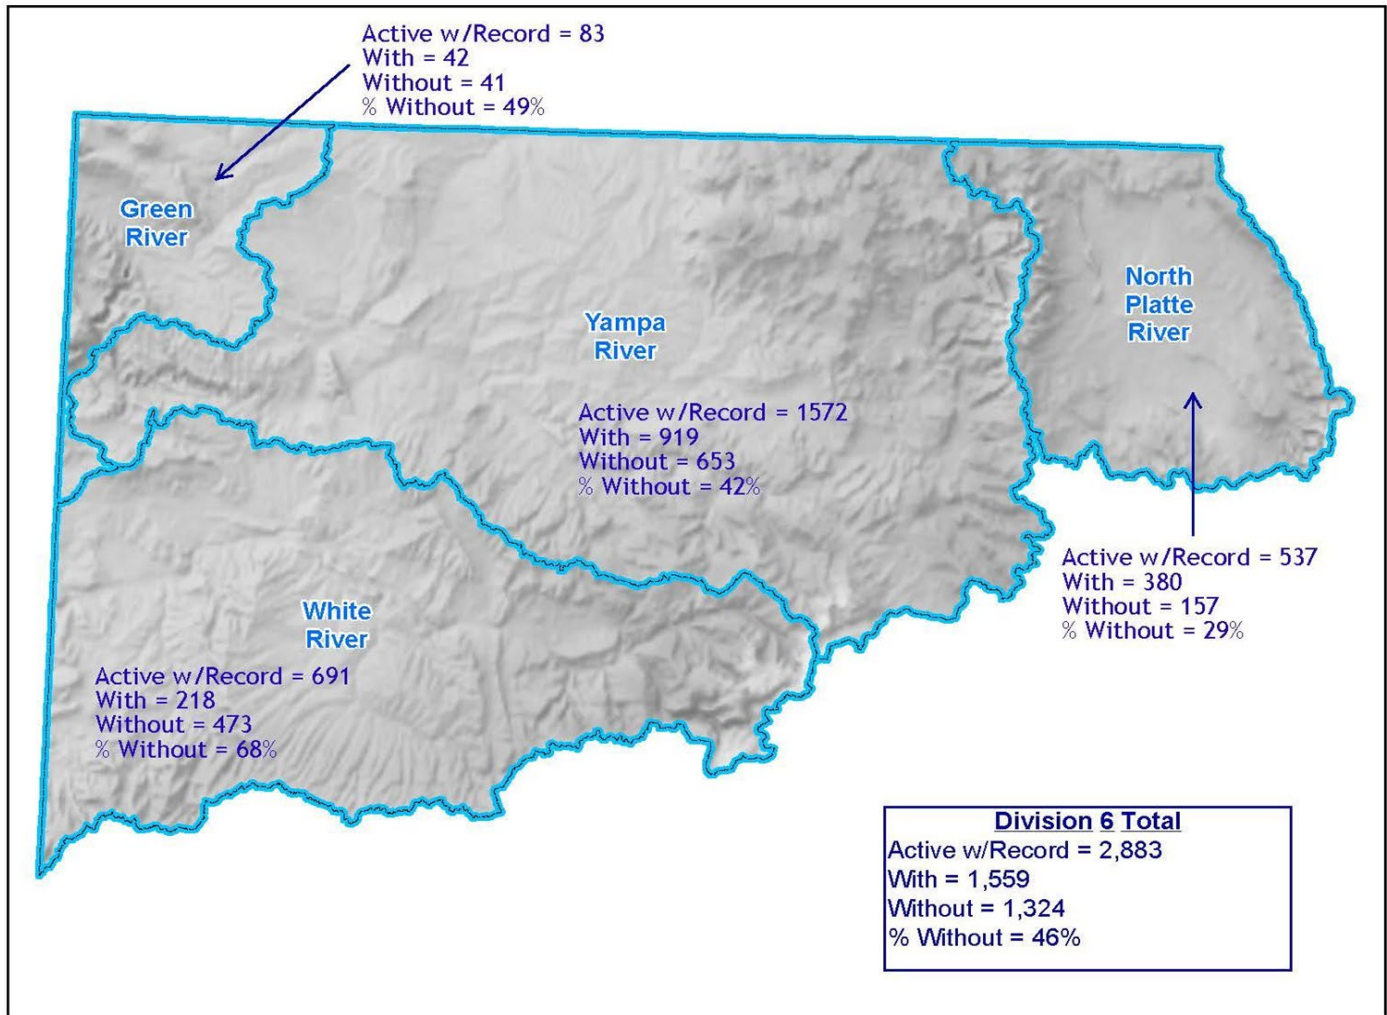 Active w/Record = 83
With = 42
Without = 41
% Without = 49%
Green
River
Yampa
River
Active w/Record = 1572
With = 919
Without = 653
% Without = 42%
North
Platte
River
Active w/Record = 537
With = 380
Without = 157
% Without = 29%
White
River
Active w/Record = 691
With = 218
Without = 473
% Without = 68%
Division 6 Total
Active w/Record = 2,883
With = 1,559
Without = 1,324
% Without = 46%